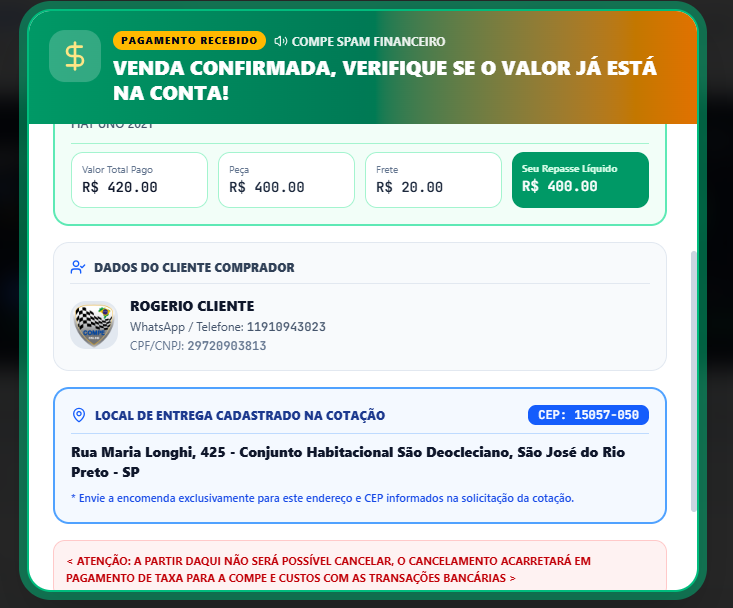 PAGAMENTO RECEBIDO COMPE SPAM FINANCEIRO
VENDA CONFIRMADA, VERIFIQUE SE O VALOR JÁ ESTÁ
NA CONTA!
FIAT UNO 2021
Valor Total Pago
R$ 420.00
Peça
R$ 400.00
Frete
R$ 20.00
Seu Repasse Líquido
R$ 400.00
DADOS DO CLIENTE COMPRADOR
COMPE
ROGERIO CLIENTE
WhatsApp / Telefone: 11910943023
CPF/CNPJ: 29720903813
LOCAL DE ENTREGA CADASTRADO NA COTAÇÃO
CEP: 15057-050
Rua Maria Longhi, 425 - Conjunto Habitacional São Deocleciano, São José do Rio
Preto - SP
* Envie a encomenda exclusivamente para este endereço e CEP informados na solicitação da cotação.
< ATENÇÃO: A PARTIR DAQUI NÃO SERÁ POSSÍVEL CANCELAR, O CANCELAMENTO ACARRETARÁ EM
PAGAMENTO DE TAXA PARA A COMPE E CUSTOS COM AS TRANSAÇÕES BANCÁRIAS >